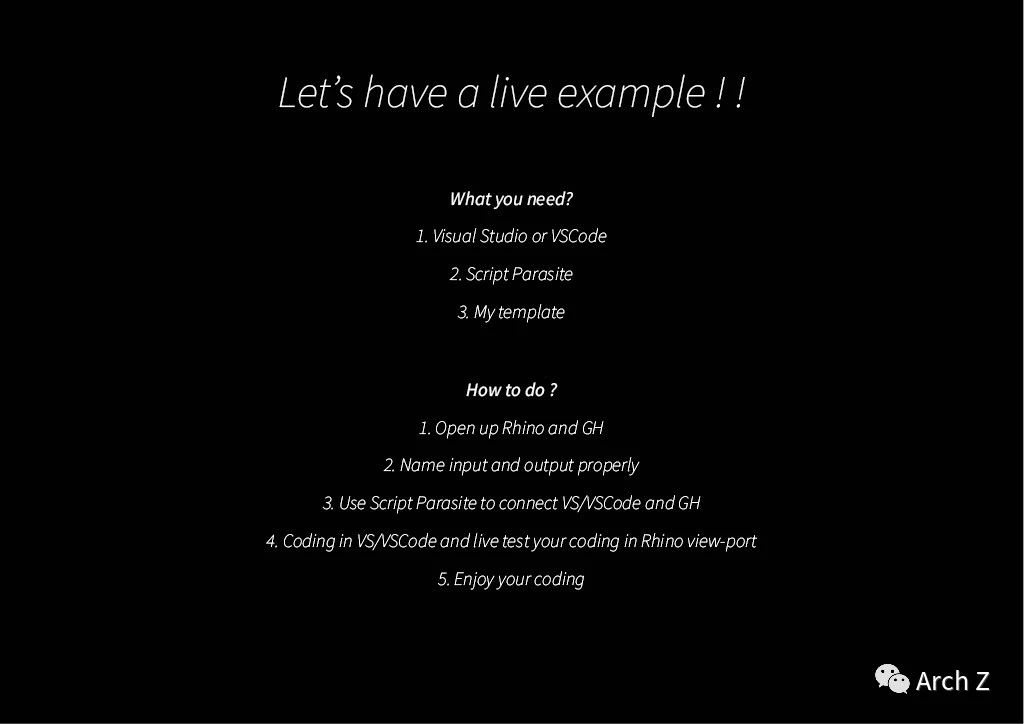 Let’s have a live example ! !
What you need?
1. Visual Studio or VSCode
2. Script Parasite
3. My template
How to do ?
1. Open up Rhino and GH
2. Name input and output properly
3. Use Script Parasite to connect VS/VSCode and GH
4. Coding in VS/VSCode and live test your coding in Rhino view-port
5. Enjoy your coding
Arch Z